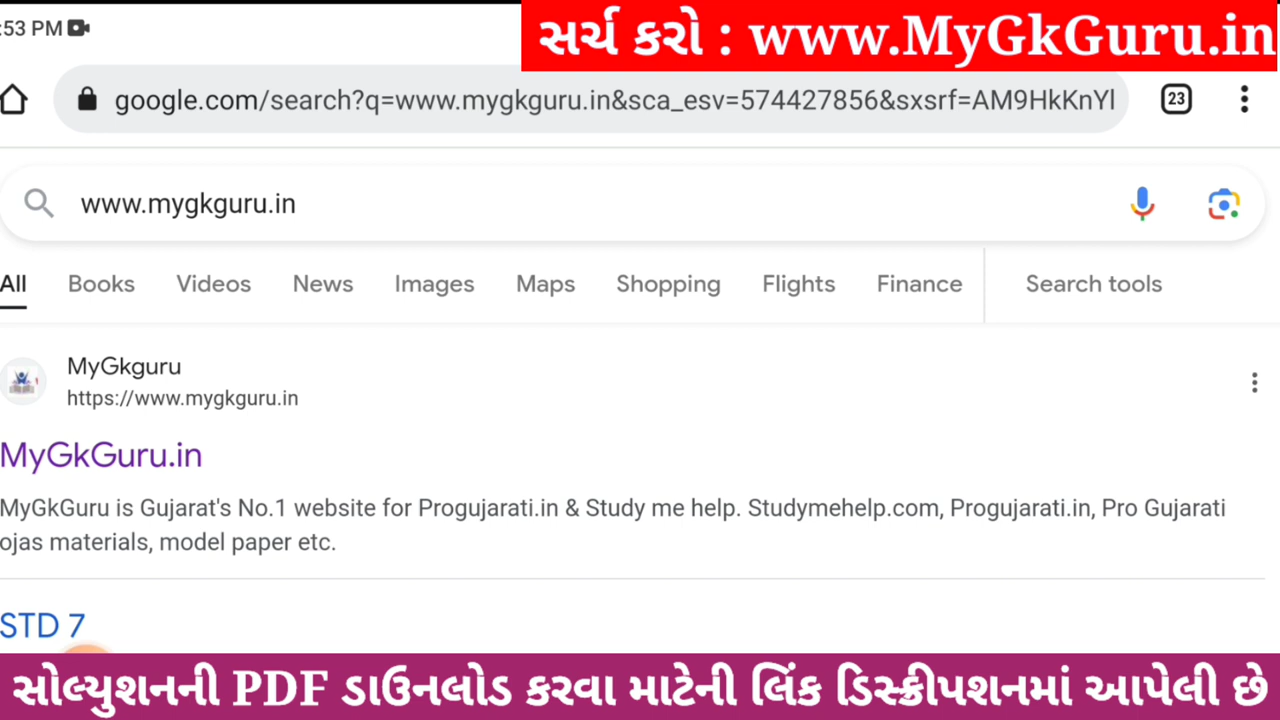 :53 PM
સર્ચ કરો : www.MyGkGuru.in
google.com/search?q=www.mygkguru.in&sca_esv=574427856&sxsrf=AM9HkKnYl
23
www.mygkguru.in
All Books Videos News Images Maps Shopping Flights Finance Search tools
MyGkguru
https://www.mygkguru.in
MyGkGuru.in
MyGkGuru is Gujarat's No.1 website for Progujarati.in & Study me help. Studymehelp.com, Progujarati.in, Pro Gujarati
ojas materials, model paper etc.
STD 7
સોલ્યુશનની PDF ડાઉનલોડ કરવા માટેની લિંક ડિસ્ક્રીપશનમાં આપેલી છે